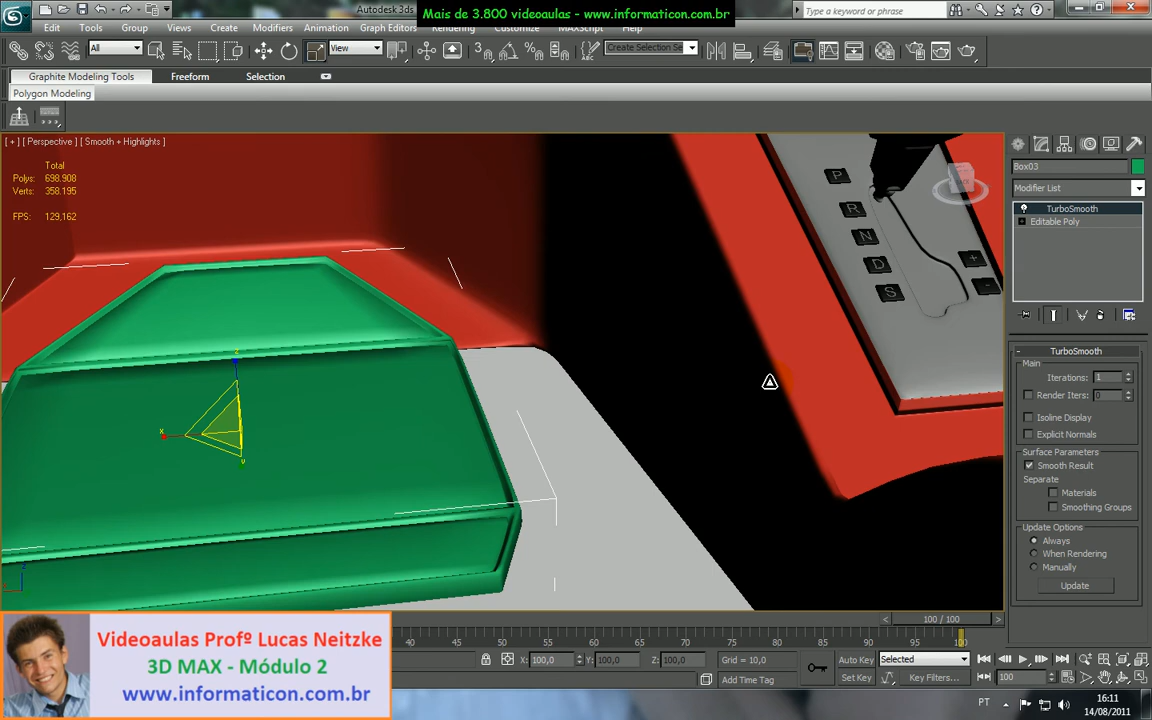 Autodesk 3ds
Mais de 3.800 videoaulas - www.informaticon.com.br
Type a keyword or phrase
Edit Tools Group Views Create Modifiers Animation Graph Editors Rendering Customize MAXScript Help
All View Create Selection Se
Graphite Modeling Tools Freeform Selection
Polygon Modeling
[ + ] [ Perspective ] [ Smooth + Highlights ]
Total
Polys: 698.908
Verts: 358.195
FPS: 129,162
P
R
N
D
S
+
-
x
z
y
Box03
Modifier List
TurboSmooth
Editable Poly
TurboSmooth
Main
Iterations: 1
Render Iters: 0
Isoline Display
Explicit Normals
Surface Parameters
Smooth Result
Separate
Materials
Smoothing Groups
Update Options
Always
When Rendering
Manually
Update
100 / 100
40 45 50 55 60 65 70 75 80 85 90 95 100
X: 100,0 Y: 100,0 Z: 100,0 Grid = 10,0
Add Time Tag
Auto Key Selected
Set Key Key Filters... 100
Videoaulas Profº Lucas Neitzke
3D MAX - Módulo 2
www.informaticon.com.br
PT 16:11
14/08/2011